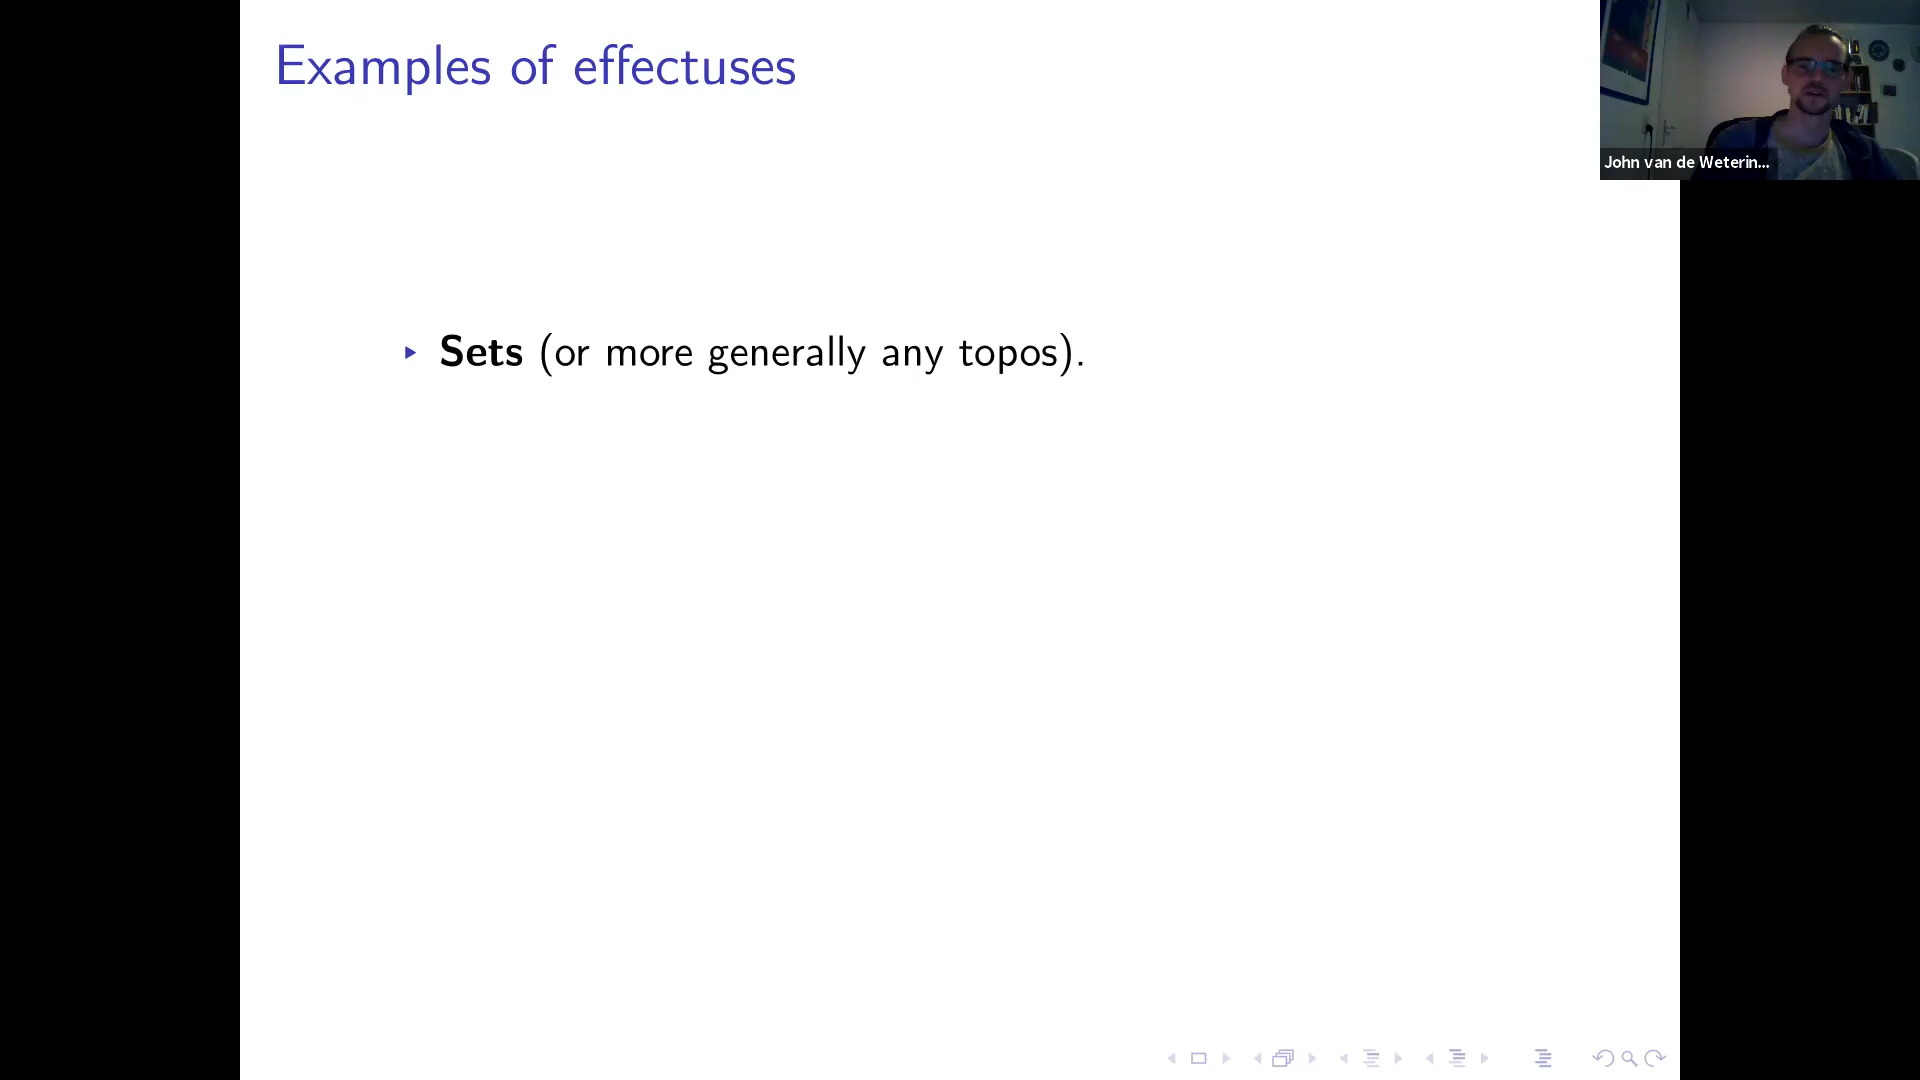 Examples of effectuses
John van de Weterin...
▸ Sets (or more generally any topos).